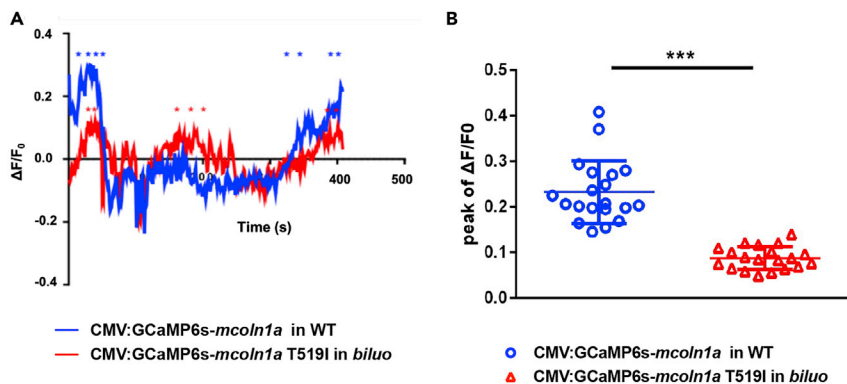 A
0.4
0.2
0.0
-0.2
-0.4
ΔF/F0
400
500
Time (s)
CMV:GCaMP6s-mcoln1a in WT
CMV:GCaMP6s-mcoln1a T519I in biluo
B
***
0.5
0.4
0.3
0.2
0.1
0.0
peak of ΔF/F0
CMV:GCaMP6s-mcoln1a in WT
CMV:GCaMP6s-mcoln1a T519I in biluo